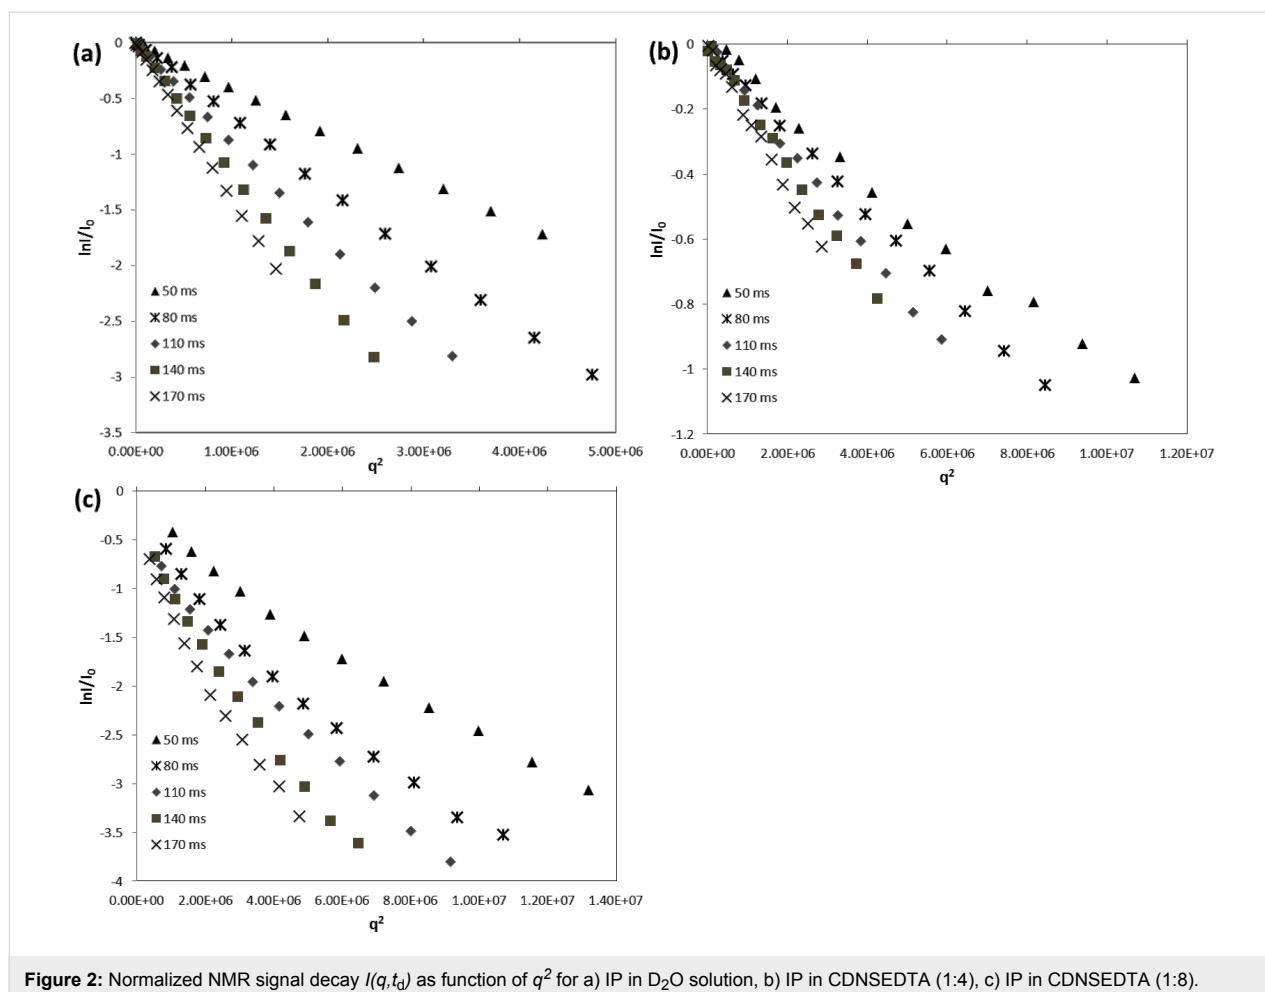 (a)
0
-0.5
-1
-1.5
-2
-2.5
-3
-3.5
lnI/I0
50 ms
80 ms
110 ms
140 ms
170 ms
0.00E+00 1.00E+06 2.00E+06 3.00E+06 4.00E+06 5.00E+06
q2
(b)
0
-0.2
-0.4
-0.6
-0.8
-1
-1.2
lnI/I0
50 ms
80 ms
110 ms
140 ms
170 ms
0.00E+00 2.00E+06 4.00E+06 6.00E+06 8.00E+06 1.00E+07 1.20E+07
q2
(c)
0
-0.5
-1
-1.5
-2
-2.5
-3
-3.5
-4
lnI/I0
50 ms
80 ms
110 ms
140 ms
170 ms
0.00E+00 2.00E+06 4.00E+06 6.00E+06 8.00E+06 1.00E+07 1.20E+07 1.40E+07
q2
Figure 2: Normalized NMR signal decay I(q,td) as function of q2 for a) IP in D2O solution, b) IP in CDNSEDTA (1:4), c) IP in CDNSEDTA (1:8).